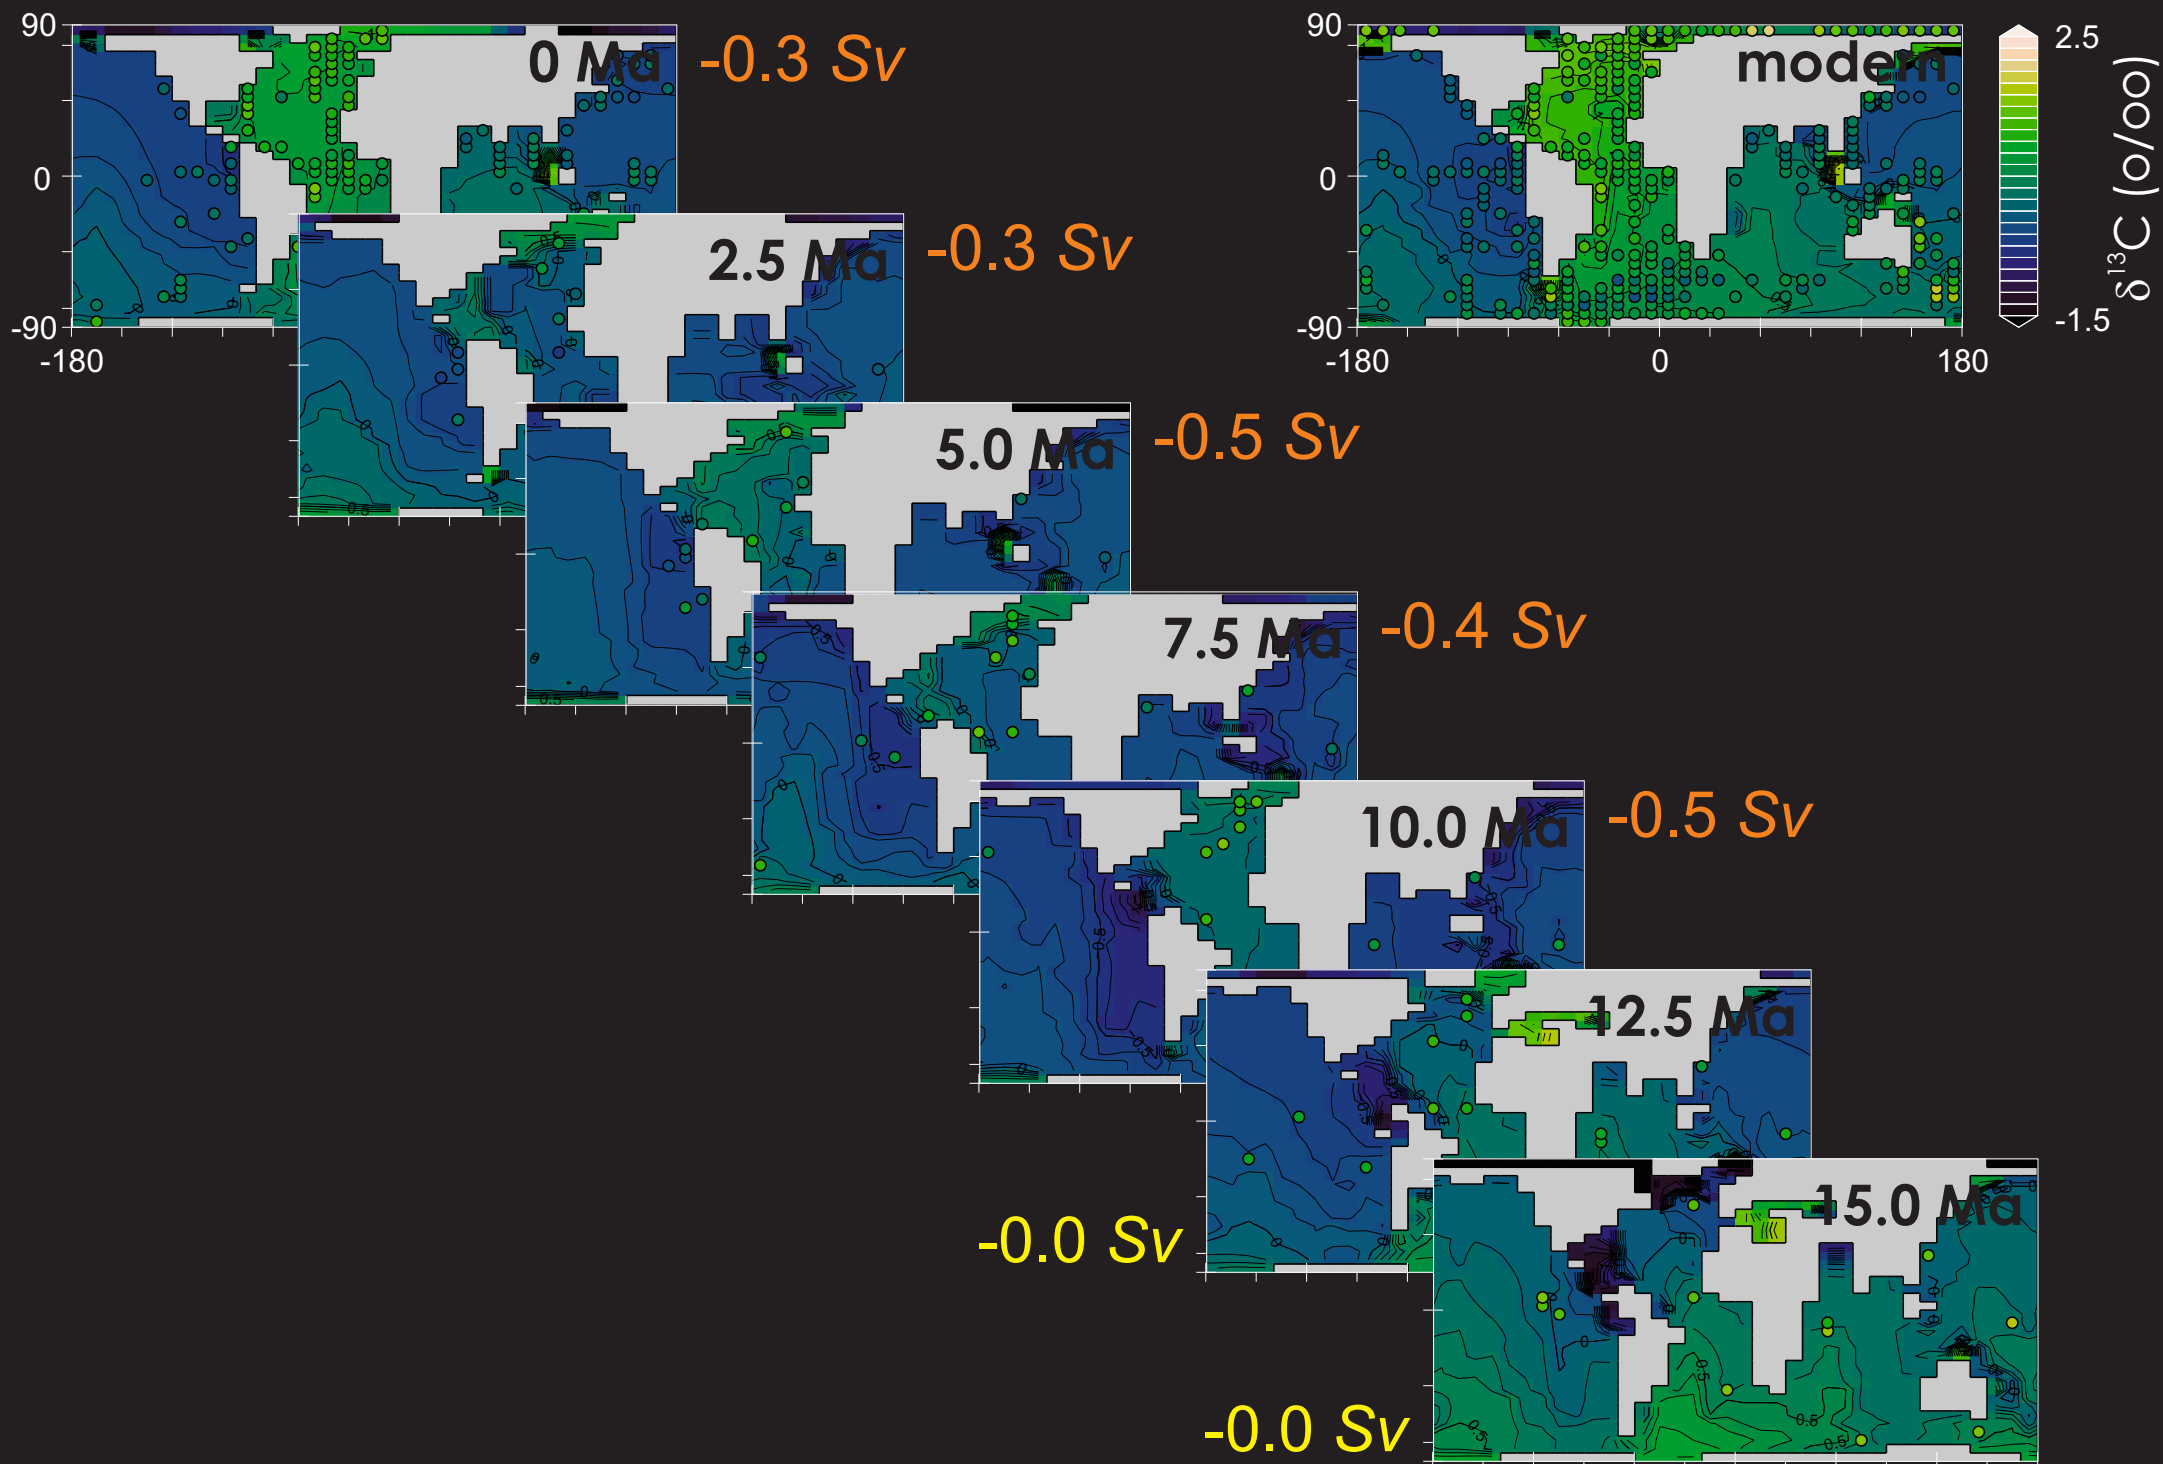 90
0
-90
-180
0 Ma
-0.3 Sv
modern
90
0
-90
-180
0
180
2.5
-1.5
δ¹³C (o/oo)
2.5 Ma
-0.3 Sv
5.0 Ma
-0.5 Sv
7.5 Ma
-0.4 Sv
10.0 Ma
-0.5 Sv
12.5 Ma
-0.0 Sv
15.0 Ma
-0.0 Sv